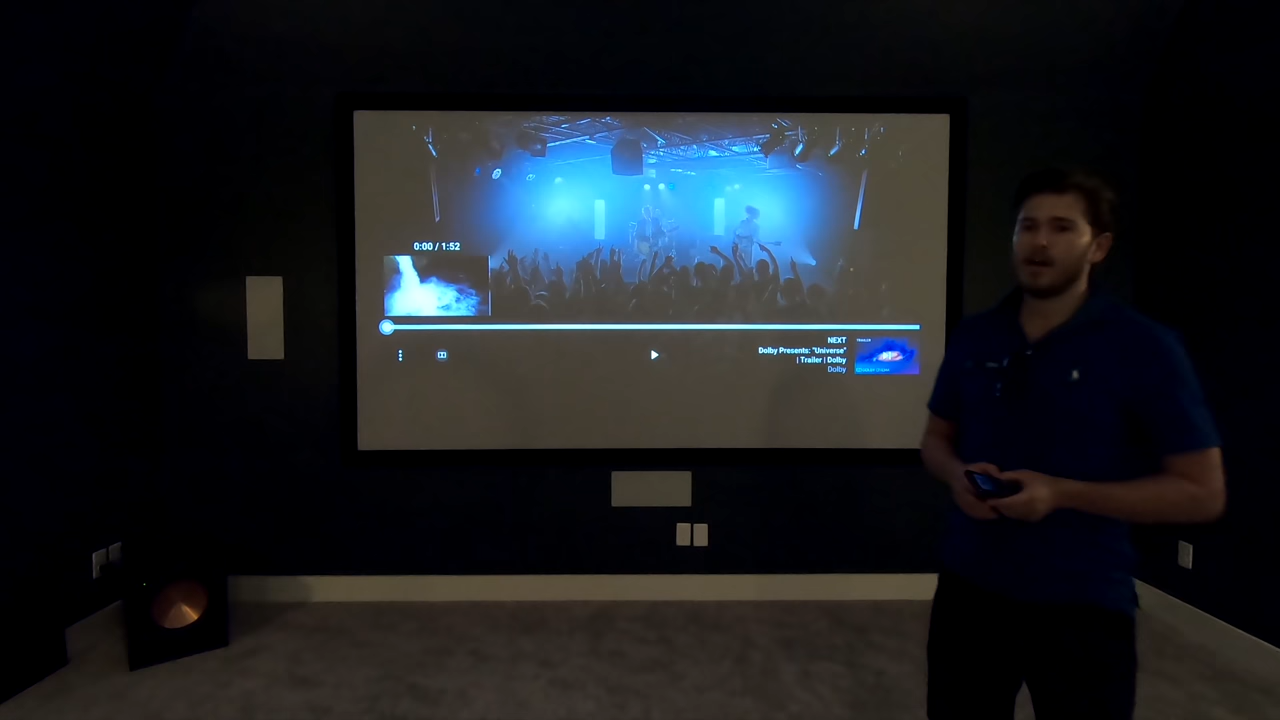 0:00 / 1:52
NEXT
Dolby Presents: "Universe"
| Trailer | Dolby
Dolby